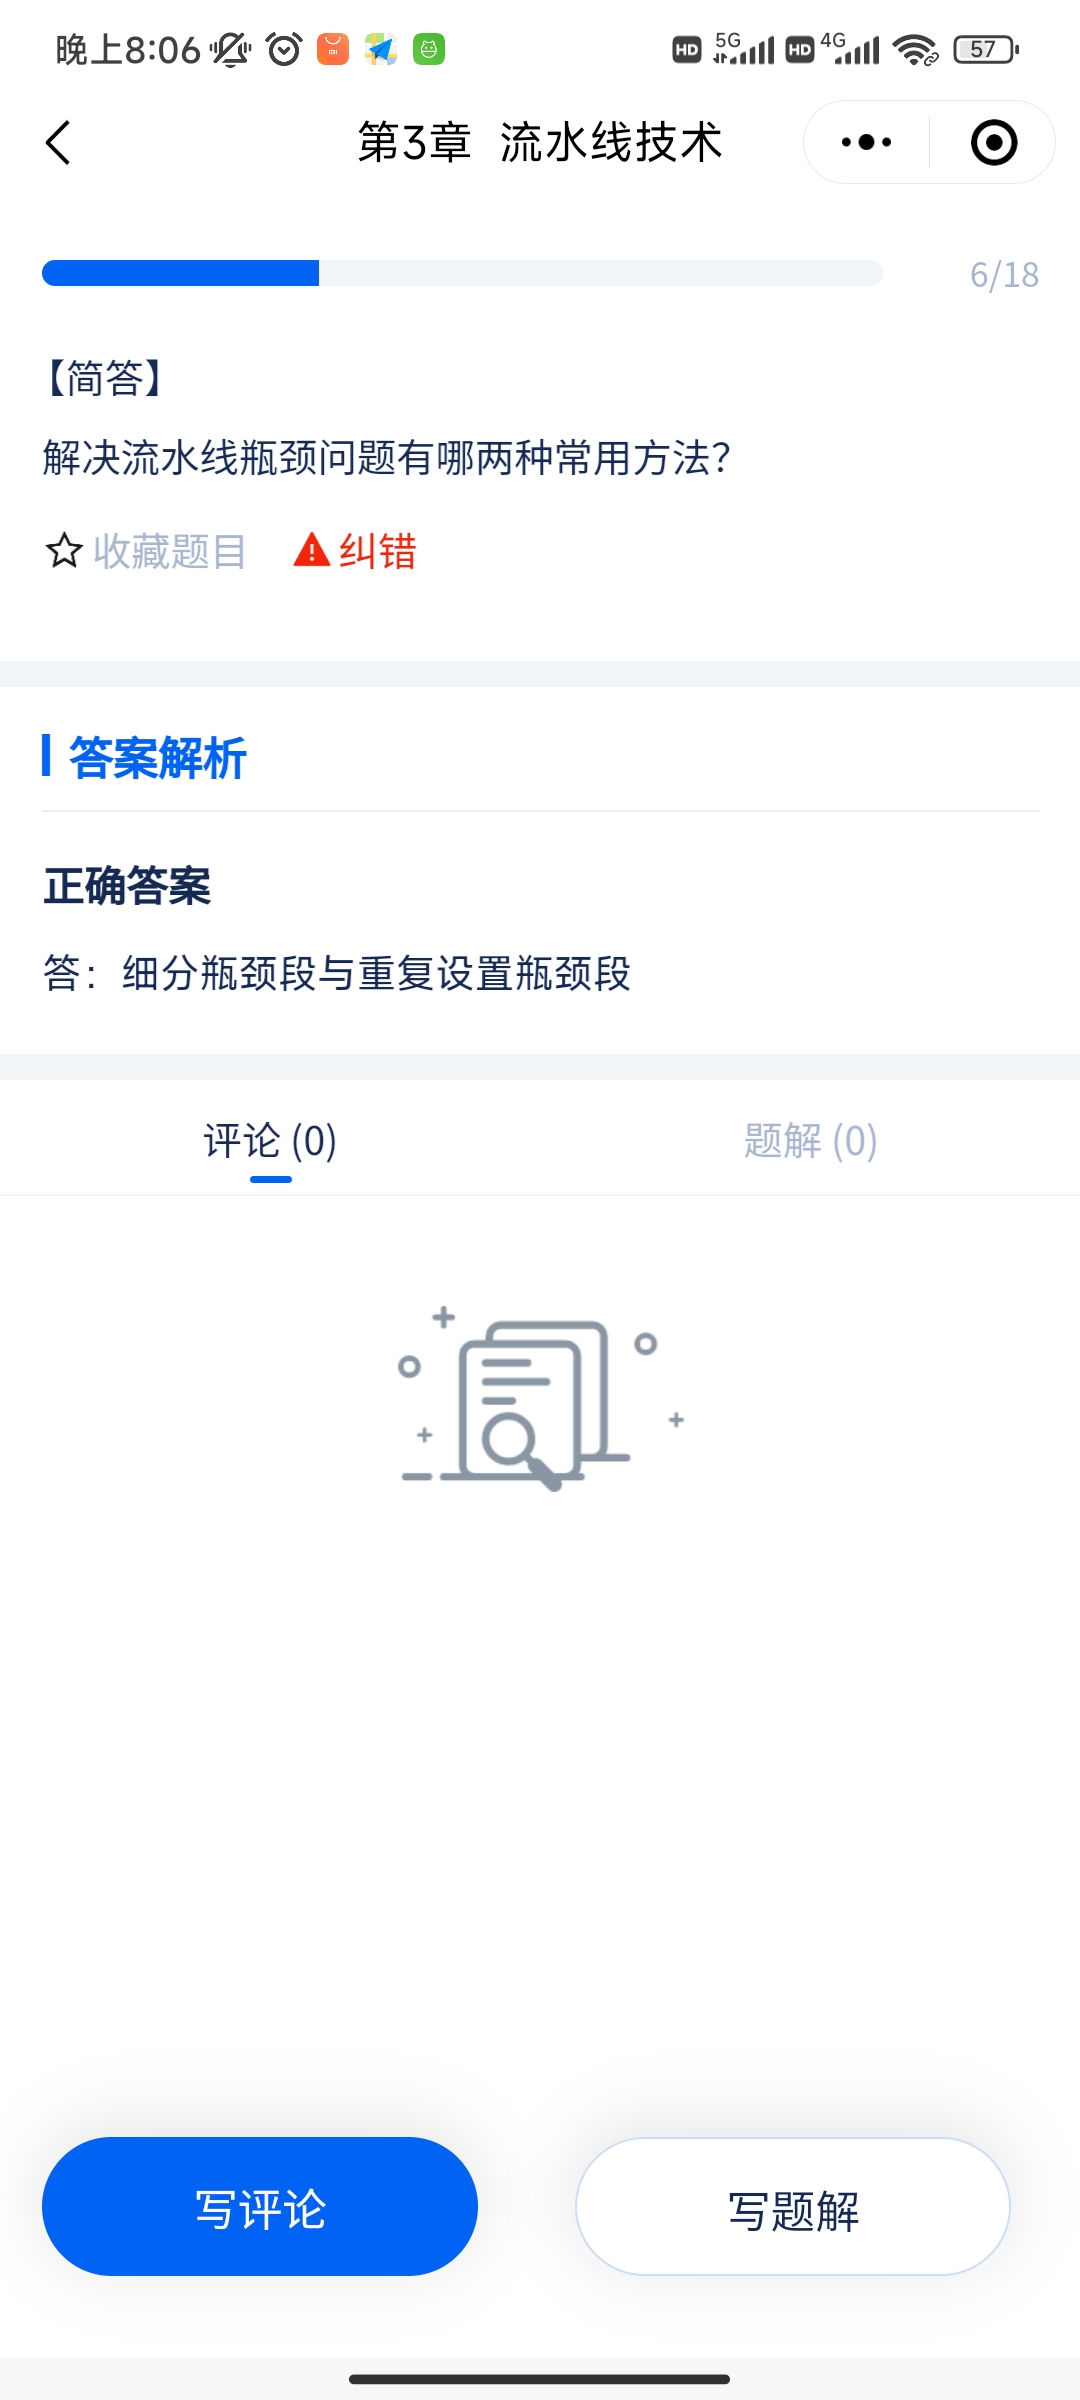 晚上8:06
HD 5G HD 4G 57
第3章 流水线技术
6/18
【简答】
解决流水线瓶颈问题有哪两种常用方法?
收藏题目 纠错
答案解析
正确答案
答：细分瓶颈段与重复设置瓶颈段
评论 (0) 题解 (0)
写评论 写题解